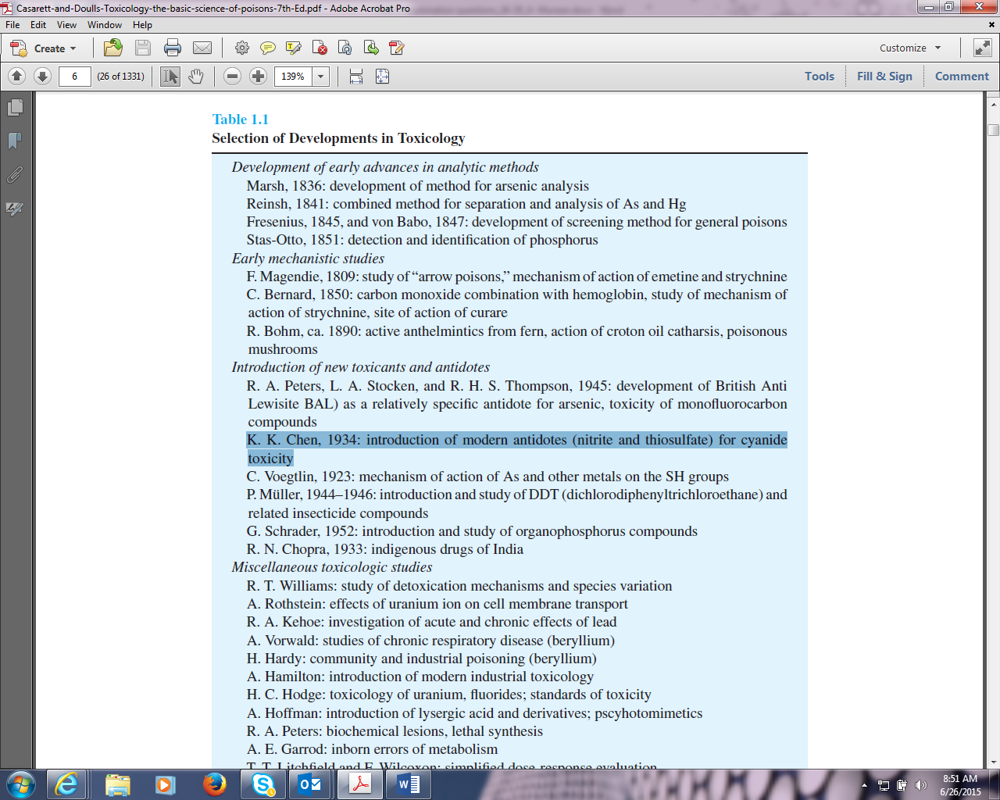 Casarett-and-Doulls-Toxicology-the-basic-science-of-poisons-7th-Ed.pdf - Adobe Acrobat Pro
File Edit View Window Help
Create
Customize
6 (26 of 1331)
139%
Tools Fill & Sign Comment
Table 1.1
Selection of Developments in Toxicology
Development of early advances in analytic methods
Marsh, 1836: development of method for arsenic analysis
Reinsh, 1841: combined method for separation and analysis of As and Hg
Fresenius, 1845, and von Babo, 1847: development of screening method for general poisons
Stas-Otto, 1851: detection and identification of phosphorus
Early mechanistic studies
F. Magendie, 1809: study of “arrow poisons,” mechanism of action of emetine and strychnine
C. Bernard, 1850: carbon monoxide combination with hemoglobin, study of mechanism of
action of strychnine, site of action of curare
R. Bohm, ca. 1890: active anthelmintics from fern, action of croton oil catharsis, poisonous
mushrooms
Introduction of new toxicants and antidotes
R. A. Peters, L. A. Stocken, and R. H. S. Thompson, 1945: development of British Anti
Lewisite BAL) as a relatively specific antidote for arsenic, toxicity of monofluorocarbon
compounds
K. K. Chen, 1934: introduction of modern antidotes (nitrite and thiosulfate) for cyanide
toxicity
C. Voegtlin, 1923: mechanism of action of As and other metals on the SH groups
P. Müller, 1944–1946: introduction and study of DDT (dichlorodiphenyltrichloroethane) and
related insecticide compounds
G. Schrader, 1952: introduction and study of organophosphorus compounds
R. N. Chopra, 1933: indigenous drugs of India
Miscellaneous toxicologic studies
R. T. Williams: study of detoxication mechanisms and species variation
A. Rothstein: effects of uranium ion on cell membrane transport
R. A. Kehoe: investigation of acute and chronic effects of lead
A. Vorwald: studies of chronic respiratory disease (beryllium)
H. Hardy: community and industrial poisoning (beryllium)
A. Hamilton: introduction of modern industrial toxicology
H. C. Hodge: toxicology of uranium, fluorides; standards of toxicity
A. Hoffman: introduction of lysergic acid and derivatives; pscyhotomimetics
R. A. Peters: biochemical lesions, lethal synthesis
A. E. Garrod: inborn errors of metabolism
T. T. Litchfield and F. Wilcoxon: simplified dose-response evaluation
8:51 AM
6/26/2015